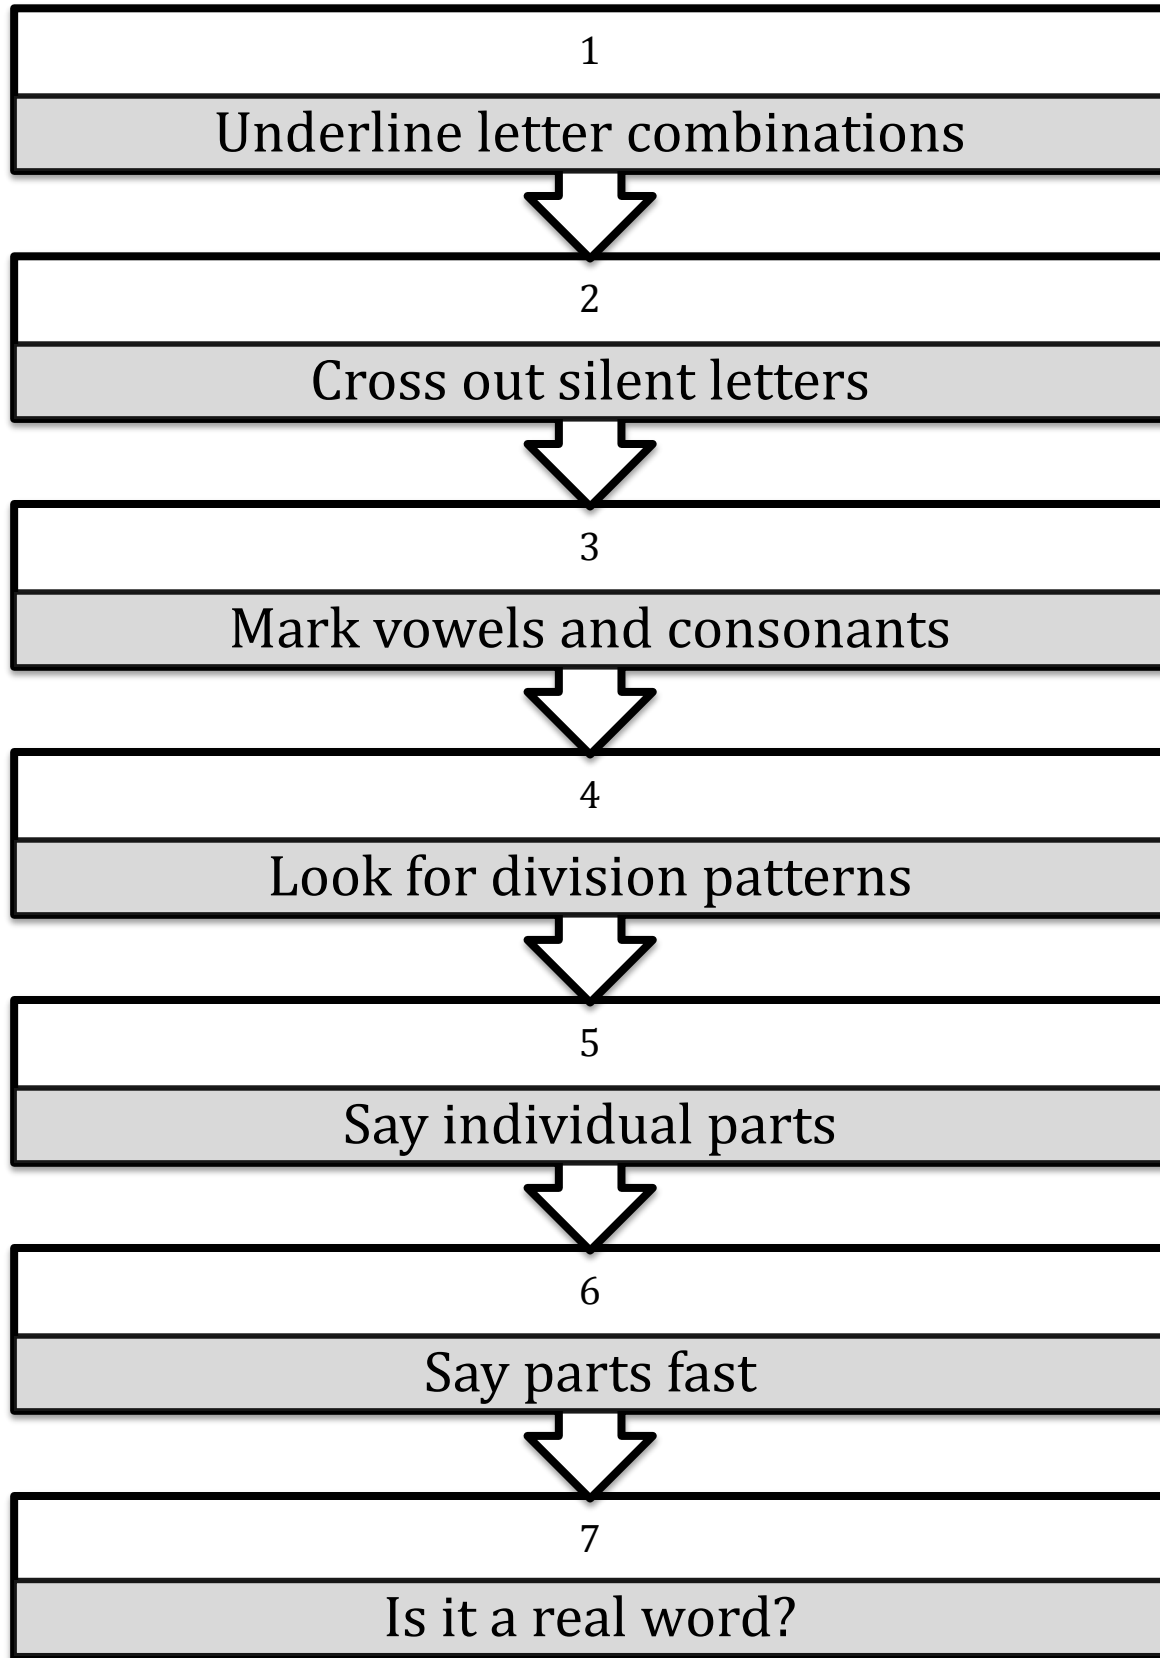 1
Underline letter combinations
2
Cross out silent letters
3
Mark vowels and consonants
4
Look for division patterns
5
Say individual parts
6
Say parts fast
7
Is it a real word?